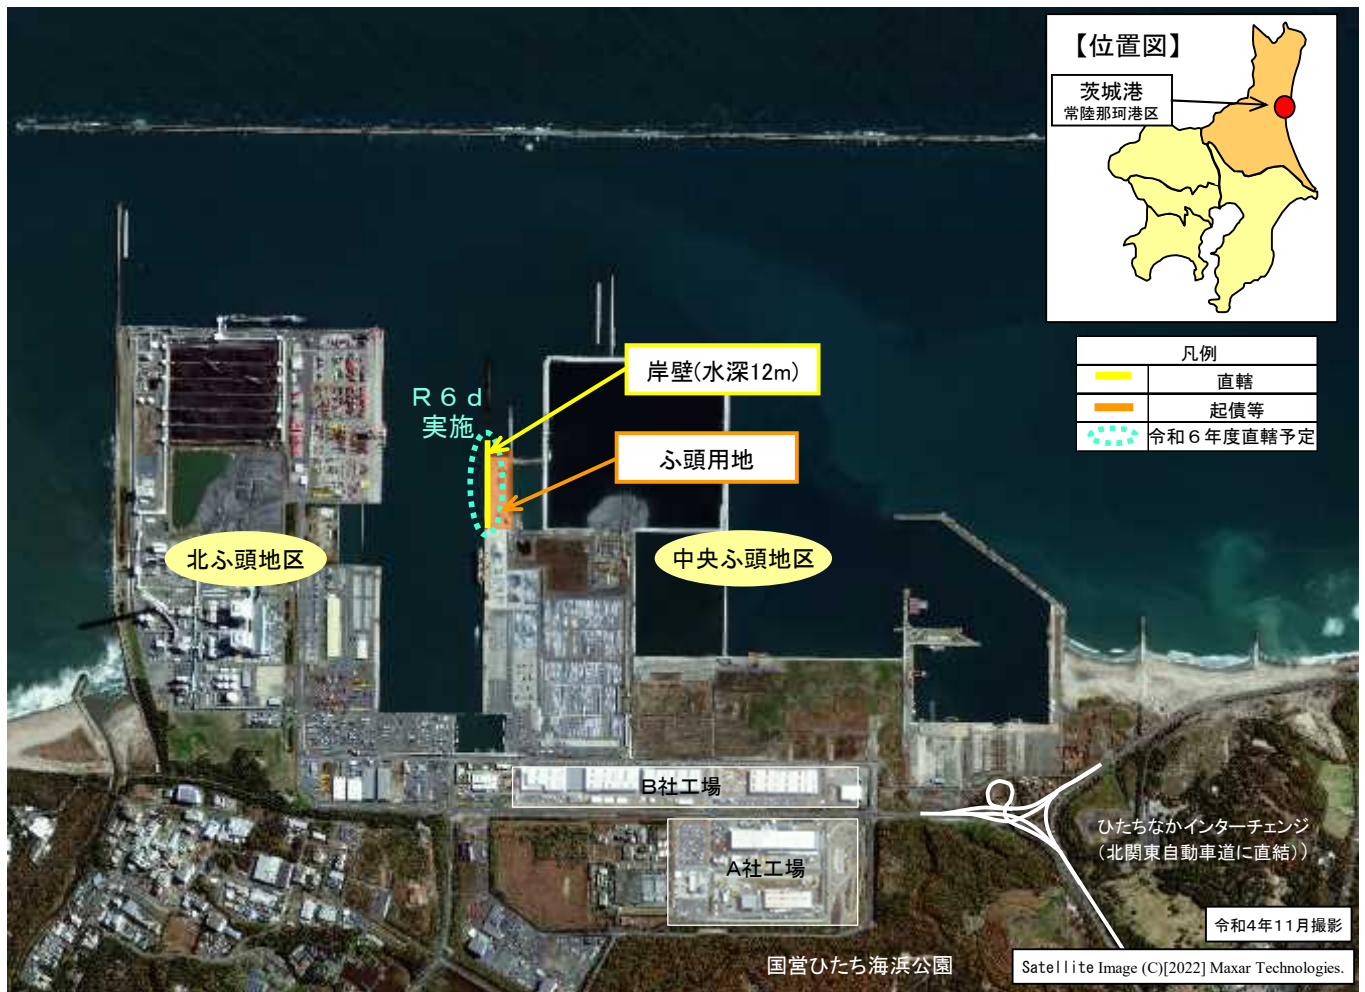 【位置図】
茨城港
常陸那珂港区
凡例
直轄
起債等
令和６年度直轄予定
岸壁(水深12m)
Ｒ６ｄ
実施
ふ頭用地
北ふ頭地区
中央ふ頭地区
B社工場
A社工場
ひたちなかインターチェンジ
(北関東自動車道に直結))
令和4年11月撮影
国営ひたち海浜公園
Satellite Image (C)[2022] Maxar Technologies.